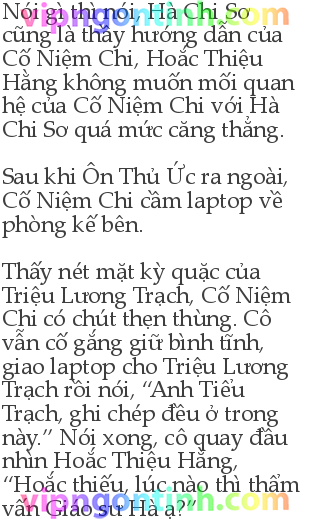 Nói gì thì nói, Hà Chi Sơ
cũng là thầy hướng dẫn của
Cố Niệm Chi, Hoắc Thiệu
Hằng không muốn mối quan
hệ của Cố Niệm Chi với Hà
Chi Sơ quá mức căng thẳng.
Sau khi Ôn Thủ Ức ra ngoài,
Cố Niệm Chi cầm laptop về
phòng kế bên.
Thấy nét mặt kỳ quặc của
Triệu Lương Trạch, Cố Niệm
Chi có chút thẹn thùng. Cô
vẫn cố gắng giữ bình tĩnh,
giao laptop cho Triệu Lương
Trạch rồi nói, “Anh Tiểu
Trạch, ghi chép đều ở trong
này.” Nói xong, cô quay đầu
nhìn Hoắc Thiệu Hằng,
“Hoắc thiếu, lúc nào thì thẩm
vấn Giáo sư Hà ạ?”
vipngontinh.com
vipngontinh.com